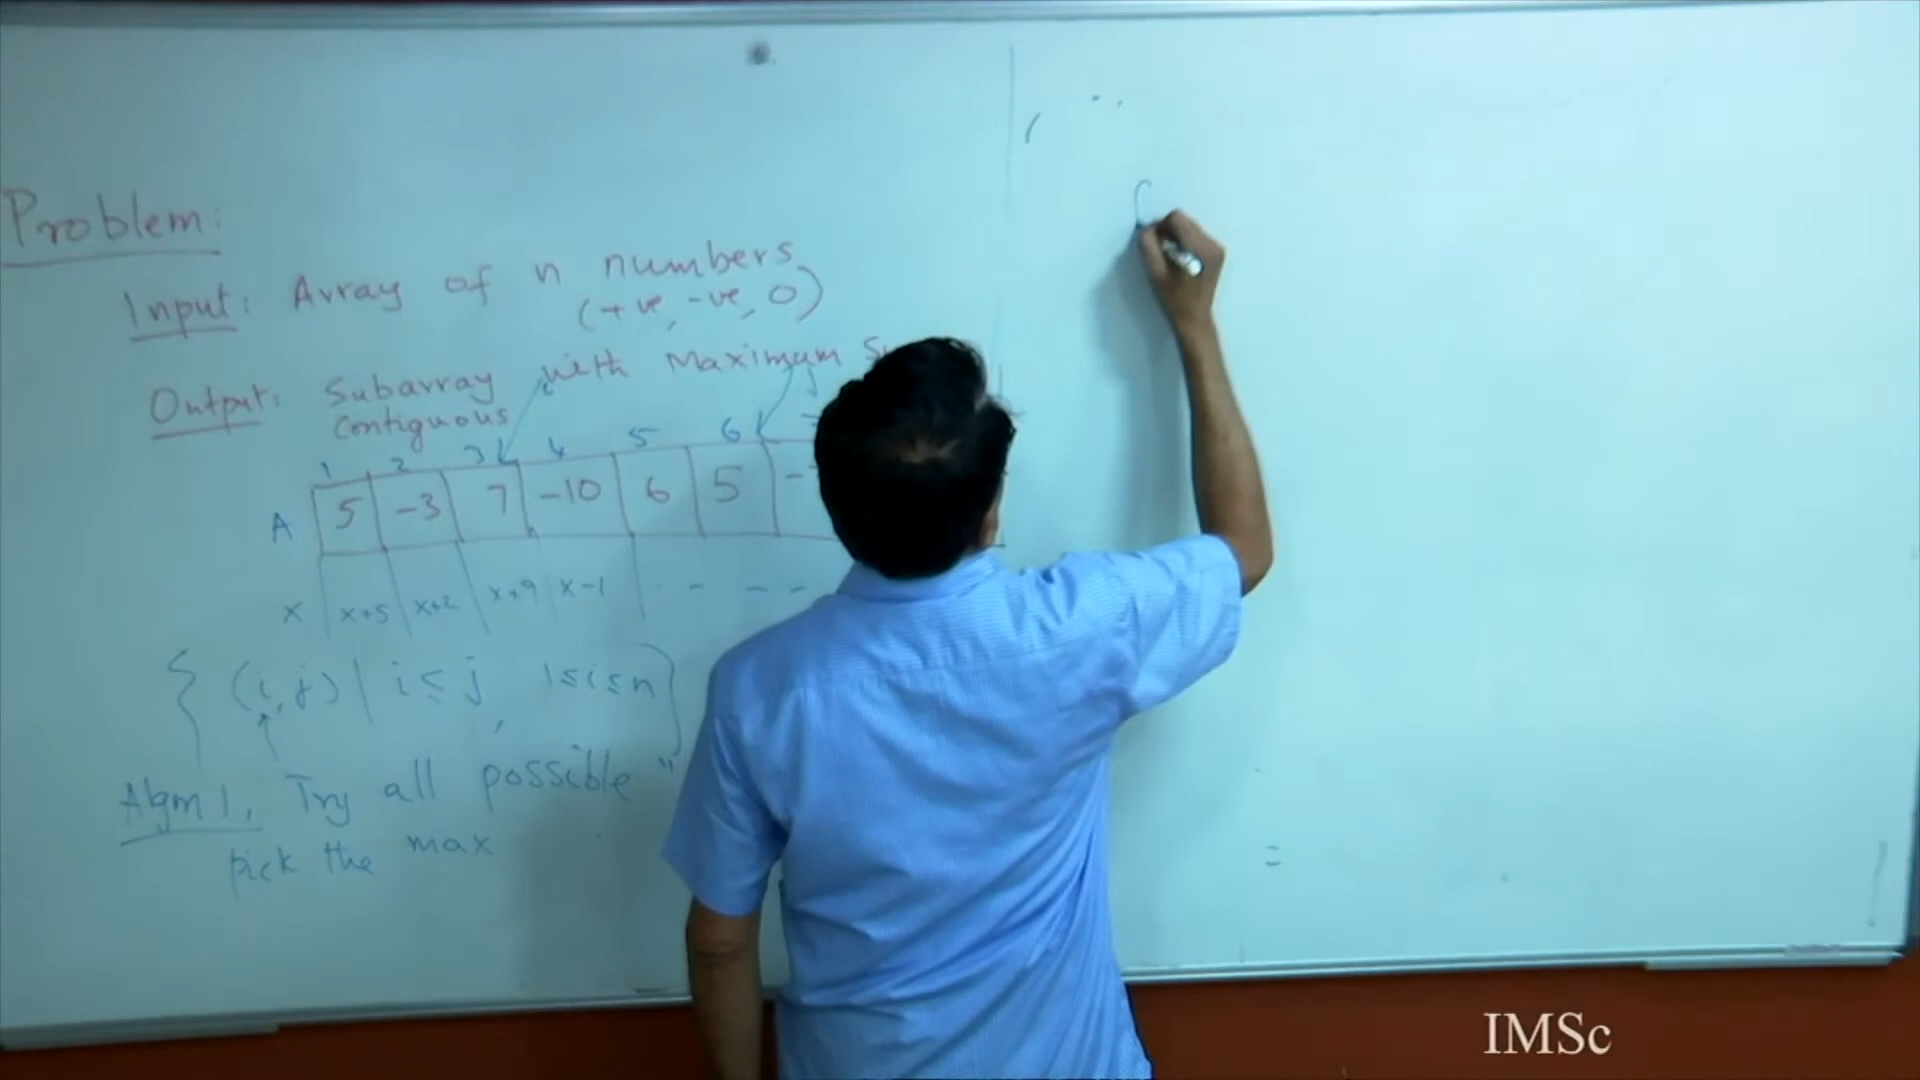 Problem:
Input: Array of n numbers
(+ve, -ve, 0)
Output: Subarray with Maximum
Contiguous
i j
1 2 3 4 5 6
A 5 -3 7 -10 6 5 -
x x+5 x+2 x+9 x-1 - - -
{ (i,j) | i ≤ j, 1≤i≤n }
Algm 1. Try all possible "
pick the max
=
IMSc